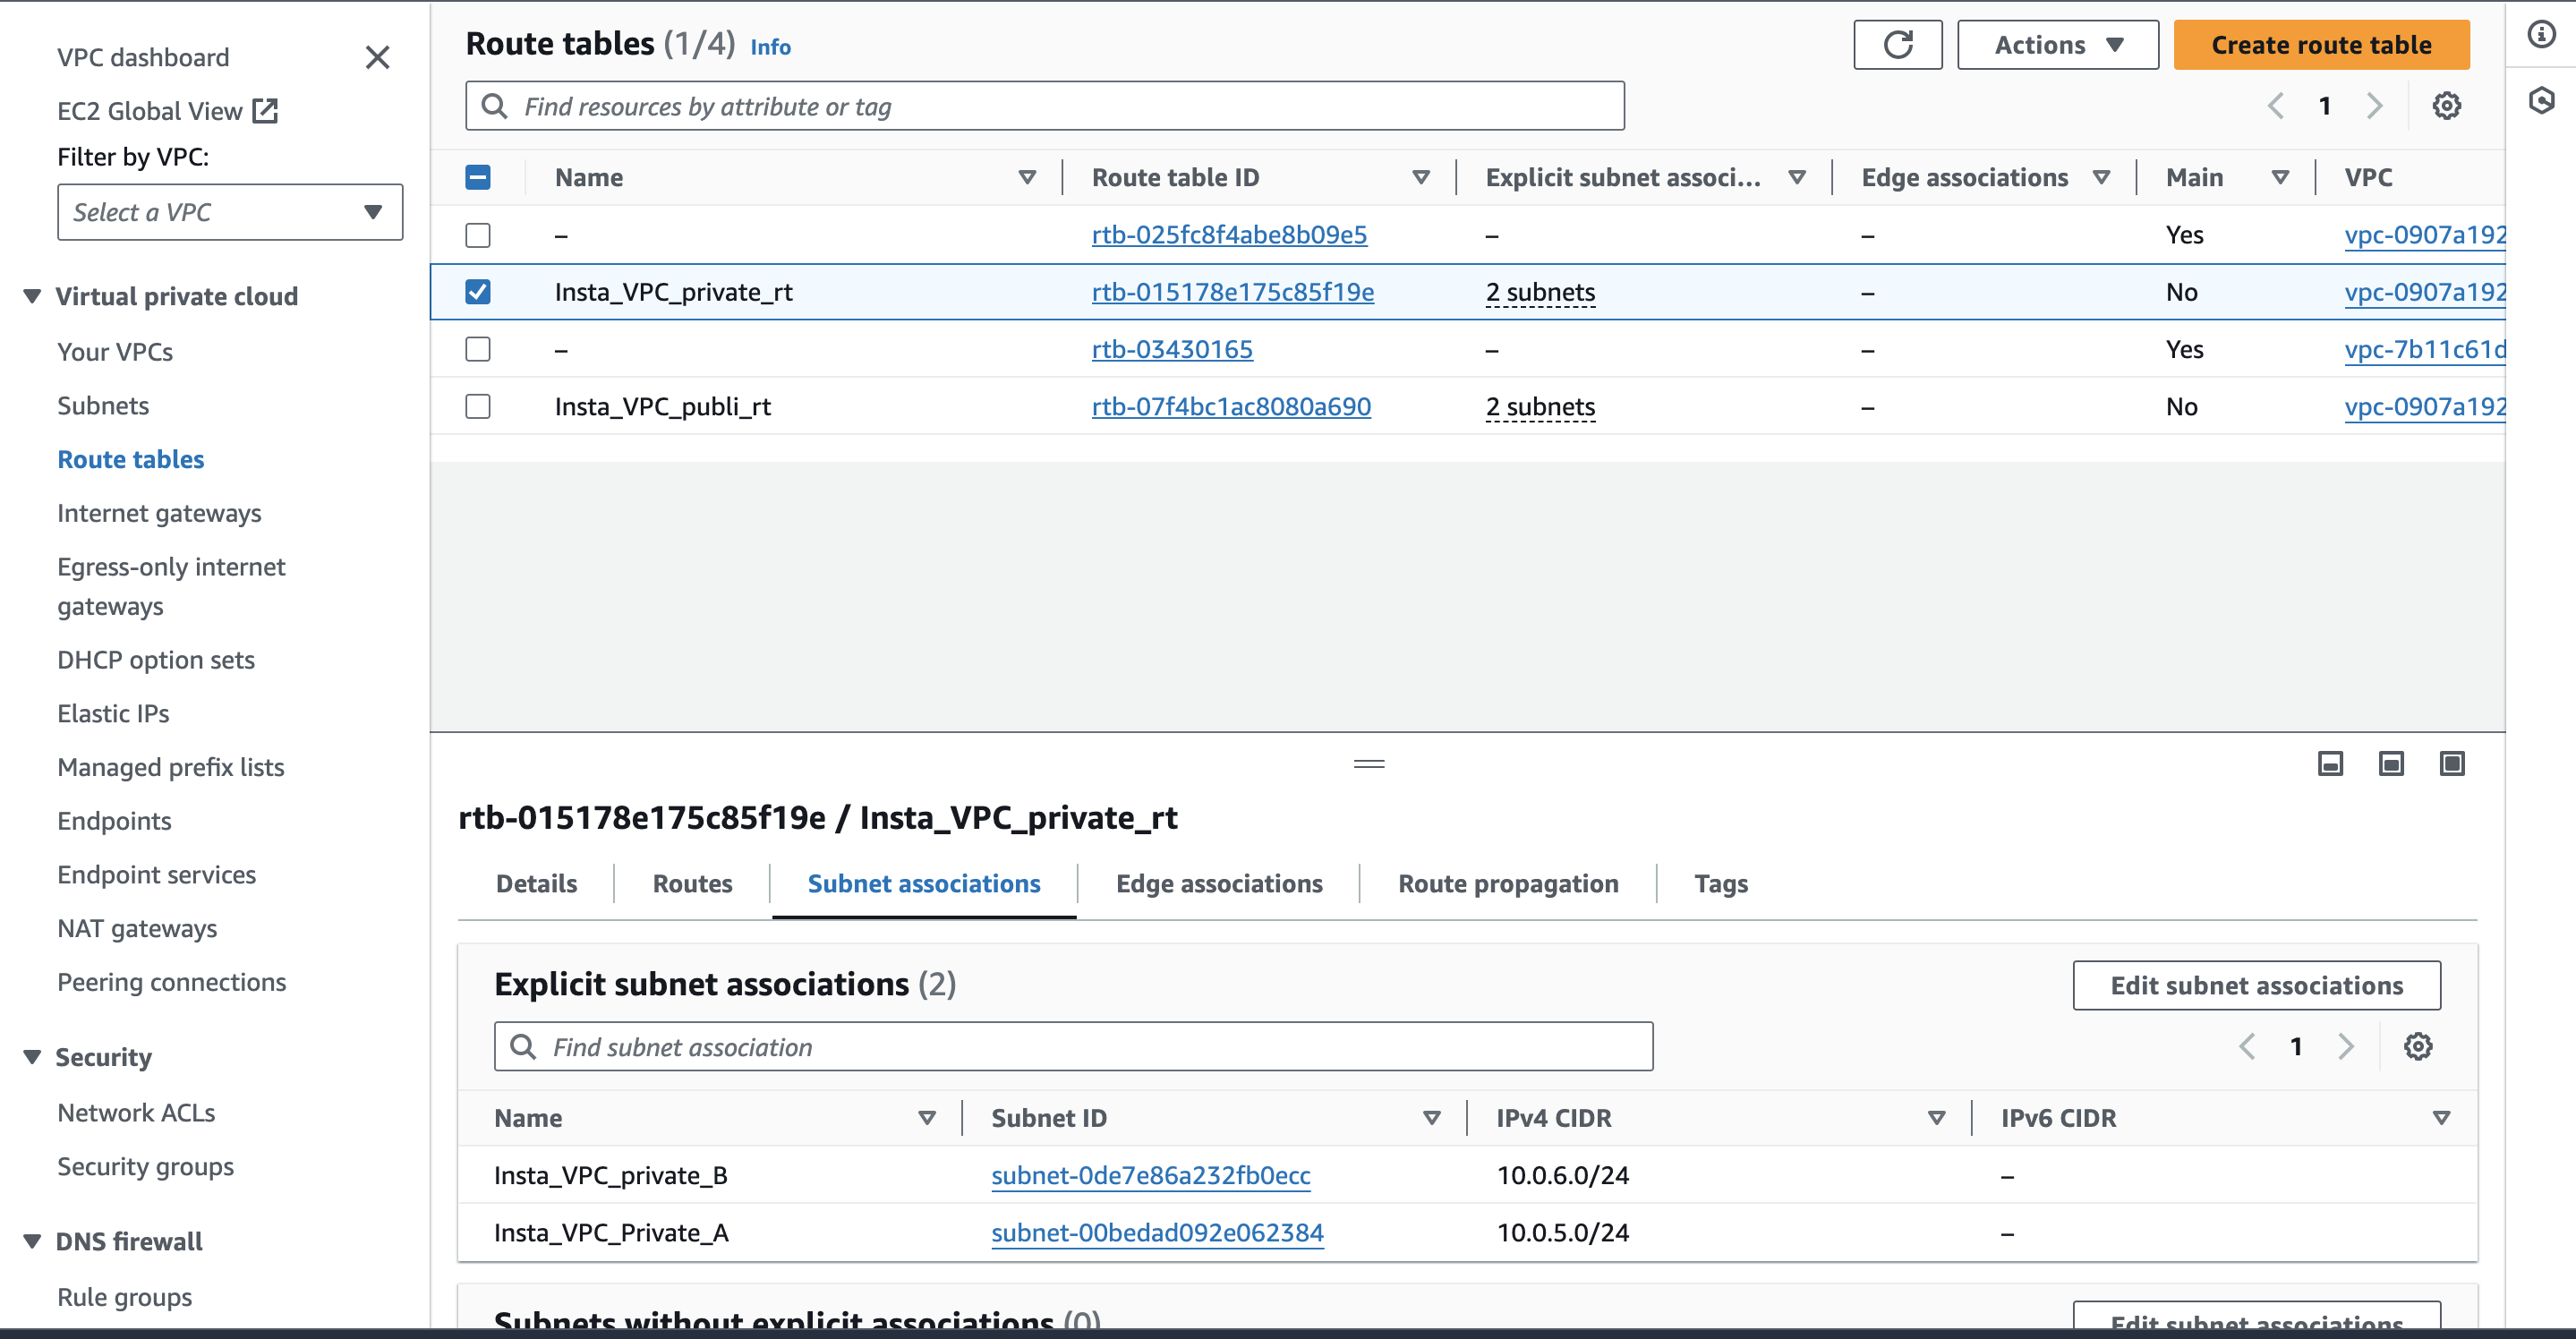 VPC dashboard
EC2 Global View
Filter by VPC:
Select a VPC
Virtual private cloud
Your VPCs
Subnets
Route tables
Internet gateways
Egress-only internet
gateways
DHCP option sets
Elastic IPs
Managed prefix lists
Endpoints
Endpoint services
NAT gateways
Peering connections
Security
Network ACLs
Security groups
DNS firewall
Rule groups
Route tables (1/4) Info
Actions
Create route table
Find resources by attribute or tag
1
Name Route table ID Explicit subnet associ... Edge associations Main VPC
– rtb-025fc8f4abe8b09e5 – – Yes vpc-0907a192
Insta_VPC_private_rt rtb-015178e175c85f19e 2 subnets – No vpc-0907a192
– rtb-03430165 – – Yes vpc-7b11c61d
Insta_VPC_publi_rt rtb-07f4bc1ac8080a690 2 subnets – No vpc-0907a192
rtb-015178e175c85f19e / Insta_VPC_private_rt
Details Routes Subnet associations Edge associations Route propagation Tags
Explicit subnet associations (2)
Edit subnet associations
Find subnet association
1
Name Subnet ID IPv4 CIDR IPv6 CIDR
Insta_VPC_private_B subnet-0de7e86a232fb0ecc 10.0.6.0/24 –
Insta_VPC_Private_A subnet-00bedad092e062384 10.0.5.0/24 –
Subnets without explicit associations (0)
Edit subnet associations